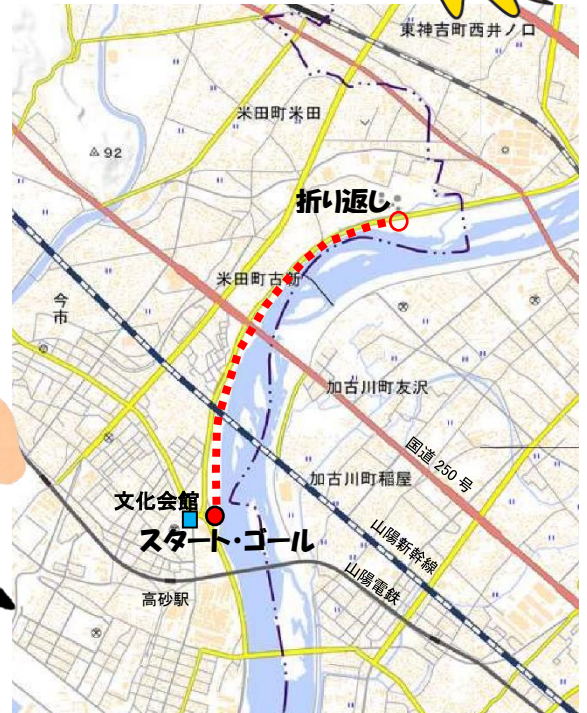 東神吉町西井ノ口
米田町米田
92
折り返し
米田町古新
今市
加古川町友沢
国道 250 号
加古川町稲屋
文化会館
スタート・ゴール
山陽新幹線
山陽電鉄
高砂駅